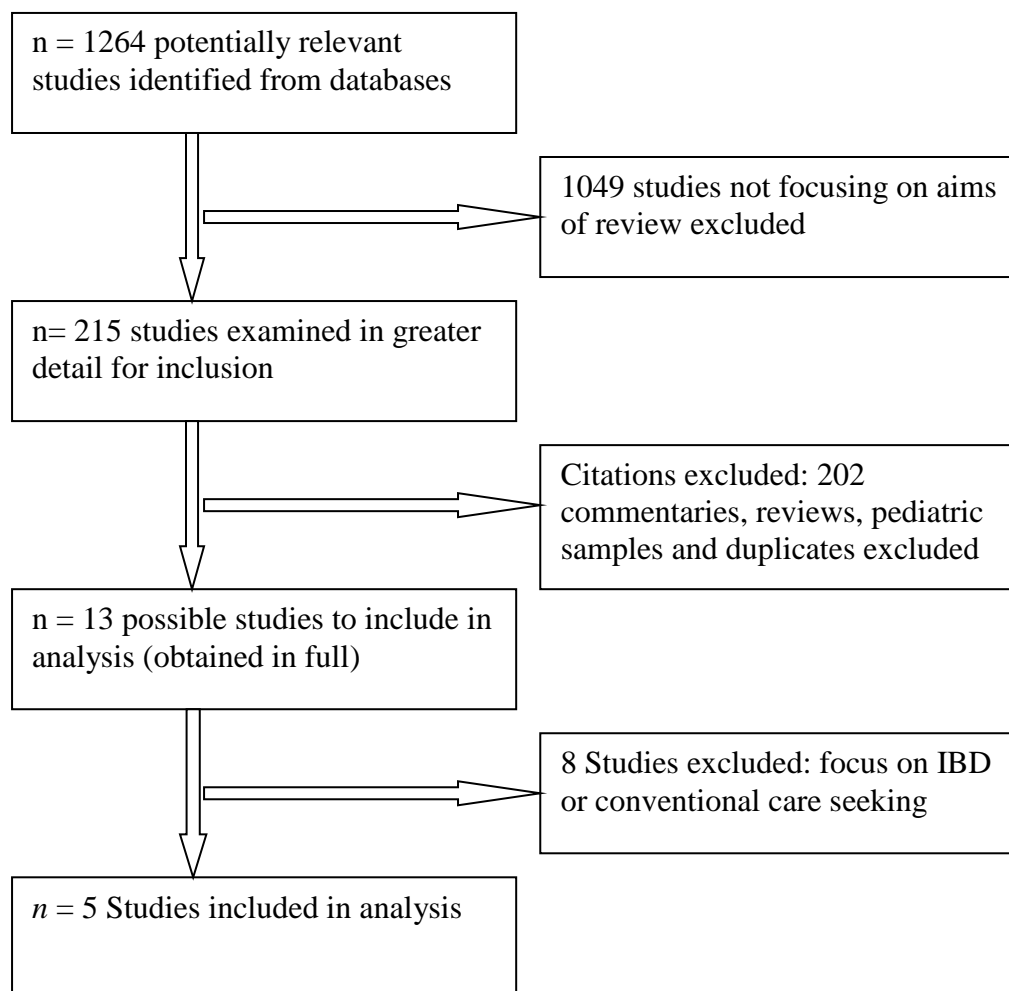 n = 1264 potentially relevant
studies identified from databases
1049 studies not focusing on aims
of review excluded
n= 215 studies examined in greater
detail for inclusion
Citations excluded: 202
commentaries, reviews, pediatric
samples and duplicates excluded
n = 13 possible studies to include in
analysis (obtained in full)
8 Studies excluded: focus on IBD
or conventional care seeking
n = 5 Studies included in analysis